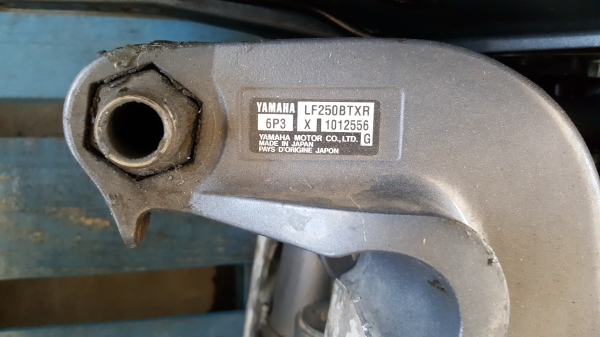 YAMAHA LF250BTXR
6P3 X 1012556
YAMAHA MOTOR CO.,LTD.
MADE IN JAPAN
PAYS D'ORIGINE JAPON G